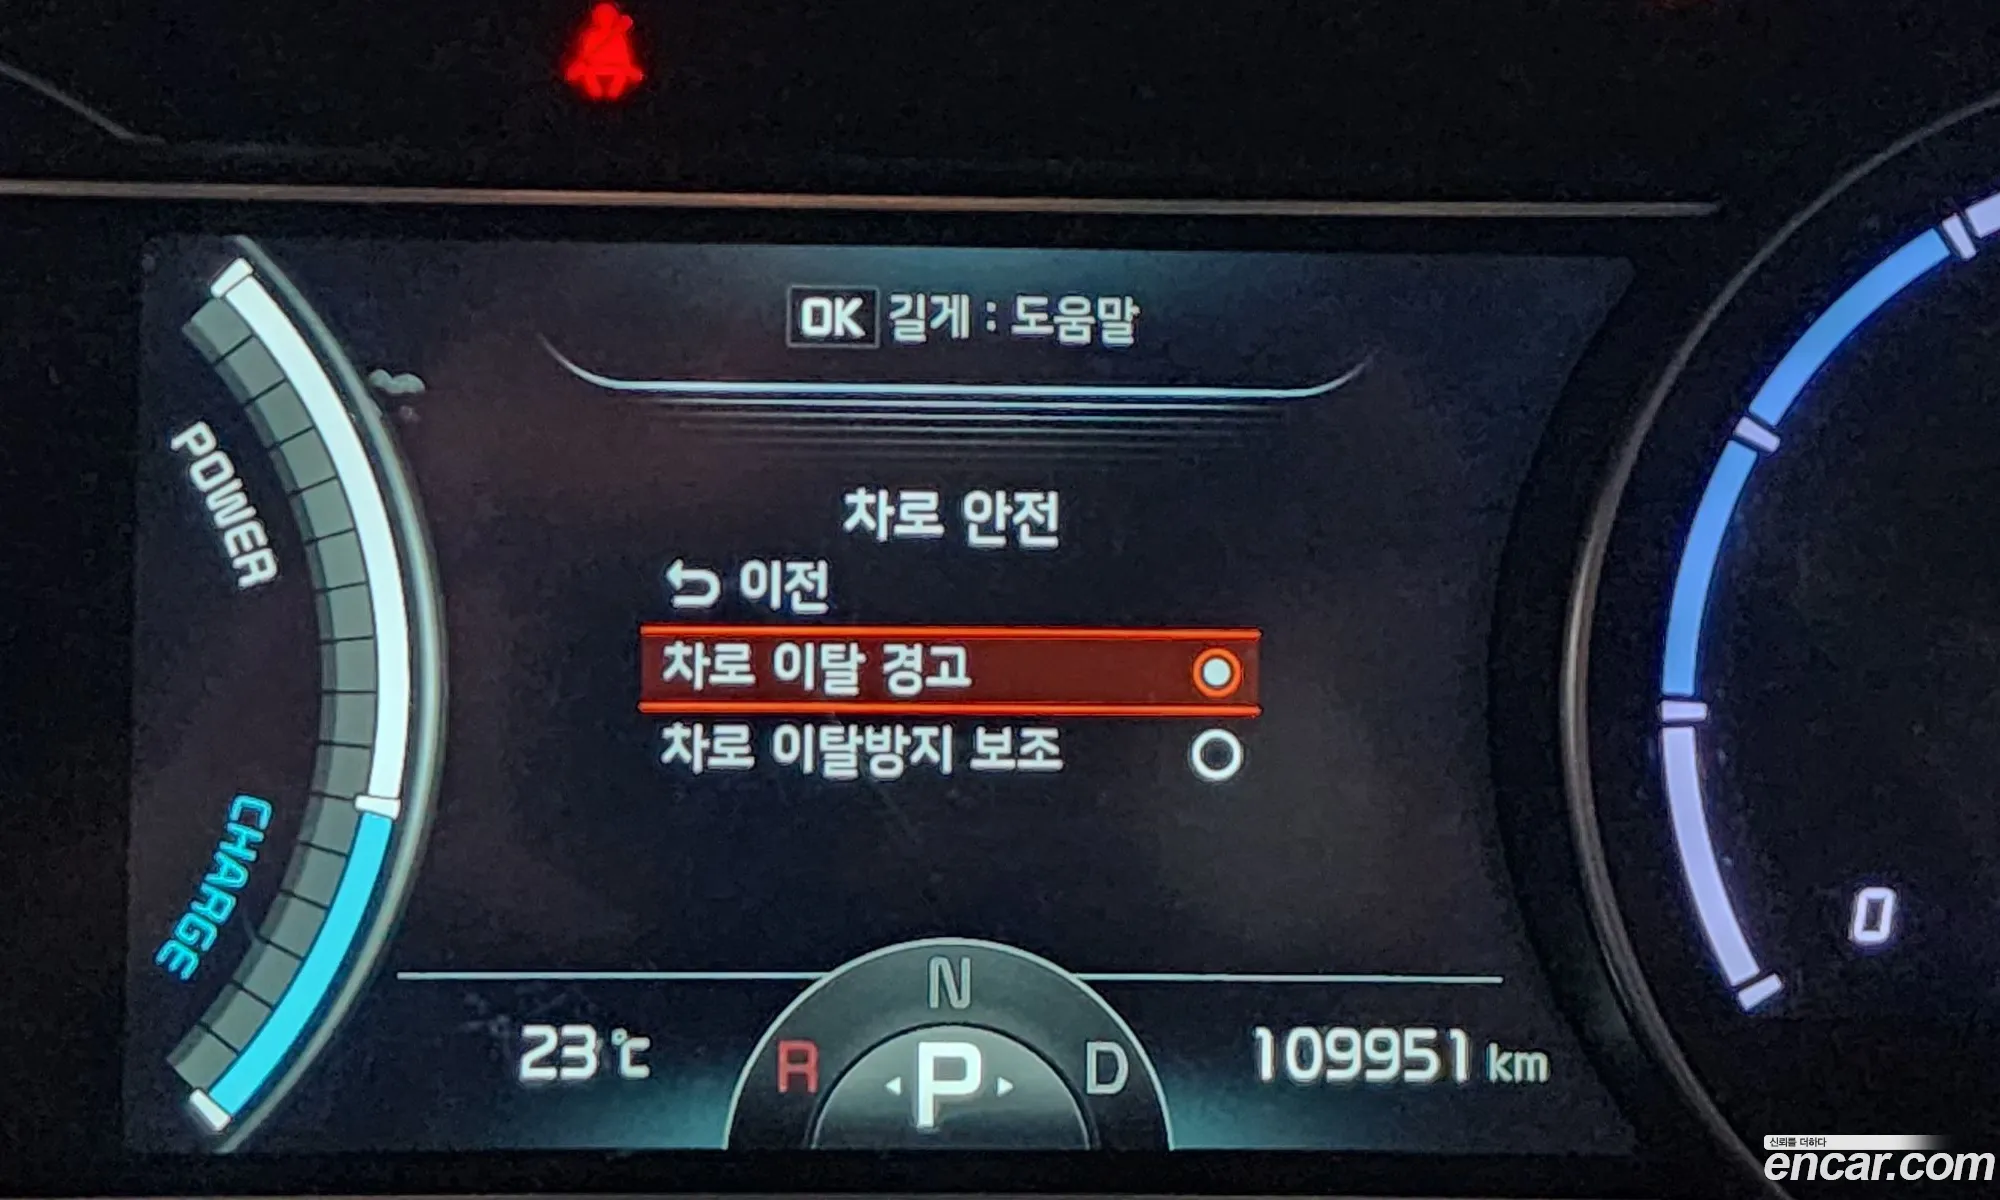 OK 길게 : 도움말
POWER
차로 안전
이전
차로 이탈 경고
차로 이탈방지 보조
CHARGE
0
N
23 ℃
R
P
D
109951 km
신뢰를 더하다
encar.com